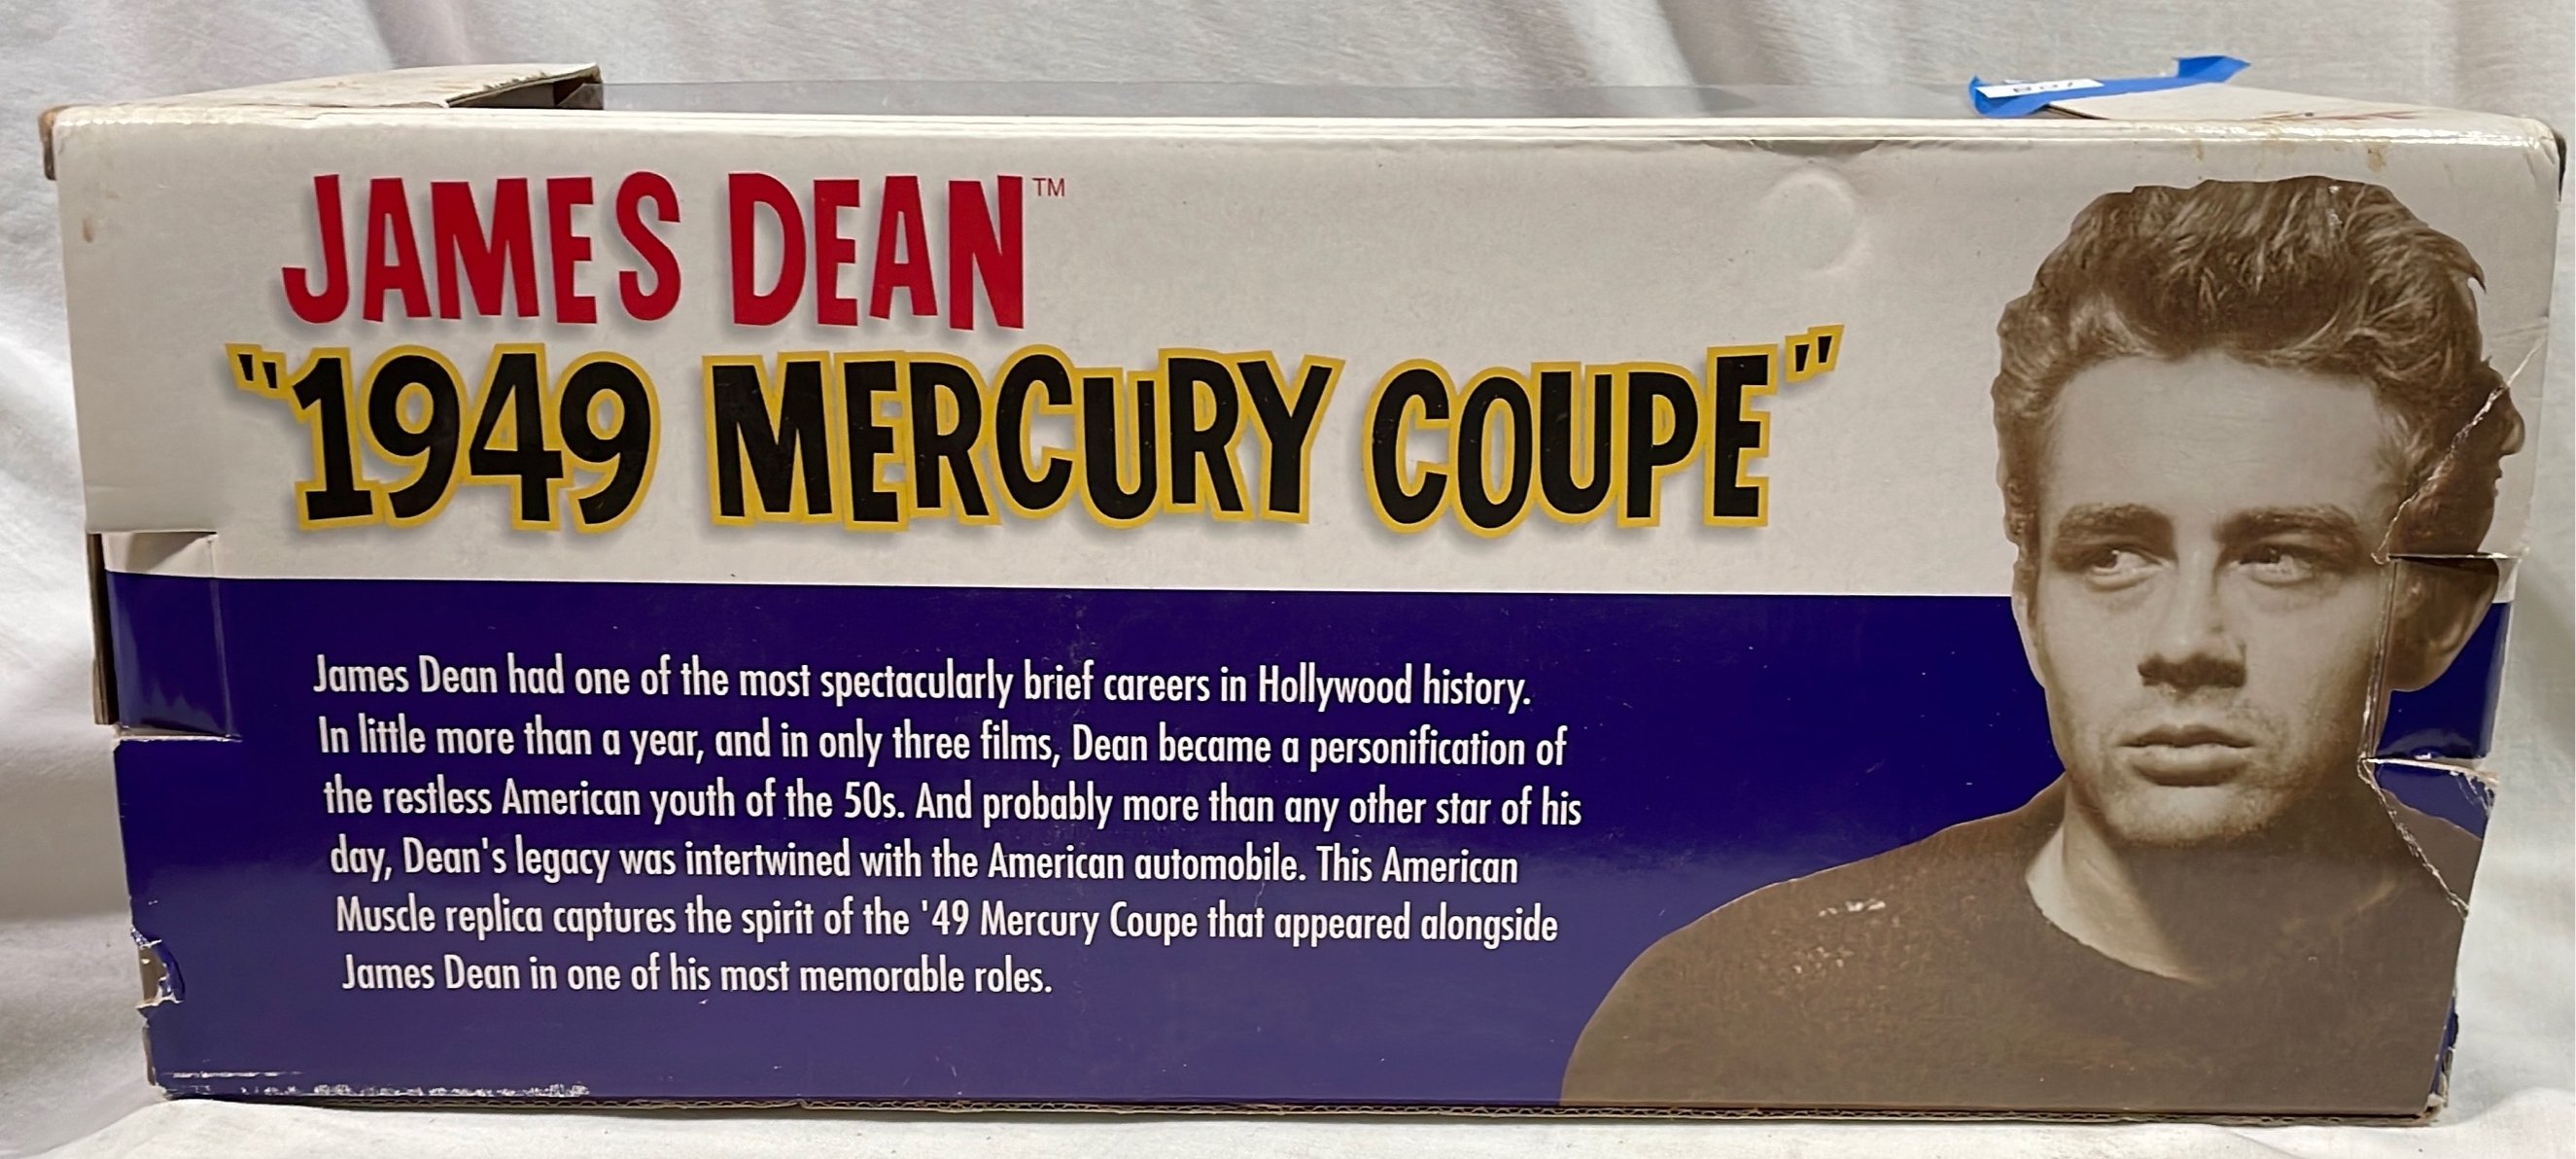 JAMES DEAN™
"1949 MERCURY COUPE"
James Dean had one of the most spectacularly brief careers in Hollywood history.
In little more than a year, and in only three films, Dean became a personification of
the restless American youth of the 50s. And probably more than any other star of his
day, Dean's legacy was intertwined with the American automobile. This American
Muscle replica captures the spirit of the '49 Mercury Coupe that appeared alongside
James Dean in one of his most memorable roles.